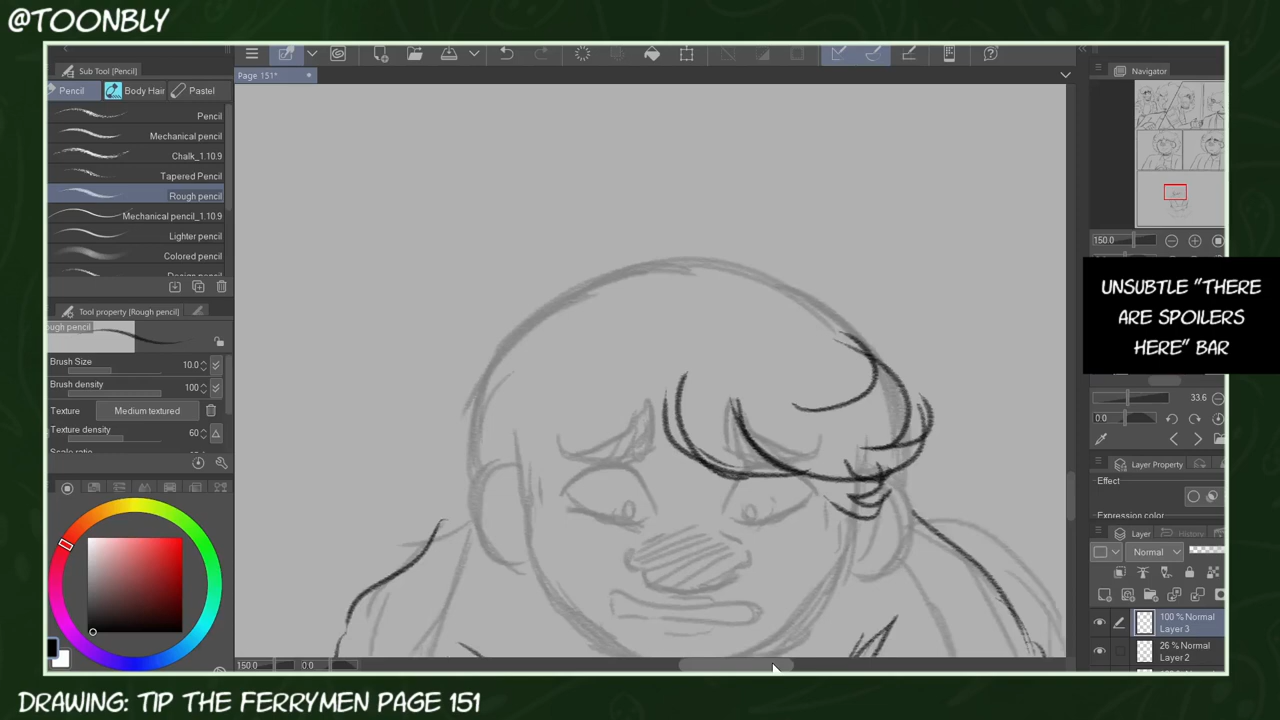 @TOONBLY
Sub Tool [Pencil]
Pencil
Body Hair
Pastel
Pencil
Mechanical pencil
Chalk_1.10.9
Tapered Pencil
Rough pencil
Mechanical pencil_1.10.9
Lighter pencil
Colored pencil
Tool property [Rough pencil]
Brush Size
10.0
Brush density
100
Texture
Medium textured
Texture density
60
Page 151*
150.0
0.0
Navigator
150.0
UNSUBTLE "THERE
ARE SPOILERS
HERE" BAR
33.6
0.0
Layer Property
Effect
Expression color
Layer
History
Normal
100 % Normal
Layer 3
26 % Normal
Layer 2
DRAWING: TIP THE FERRYMEN PAGE 151